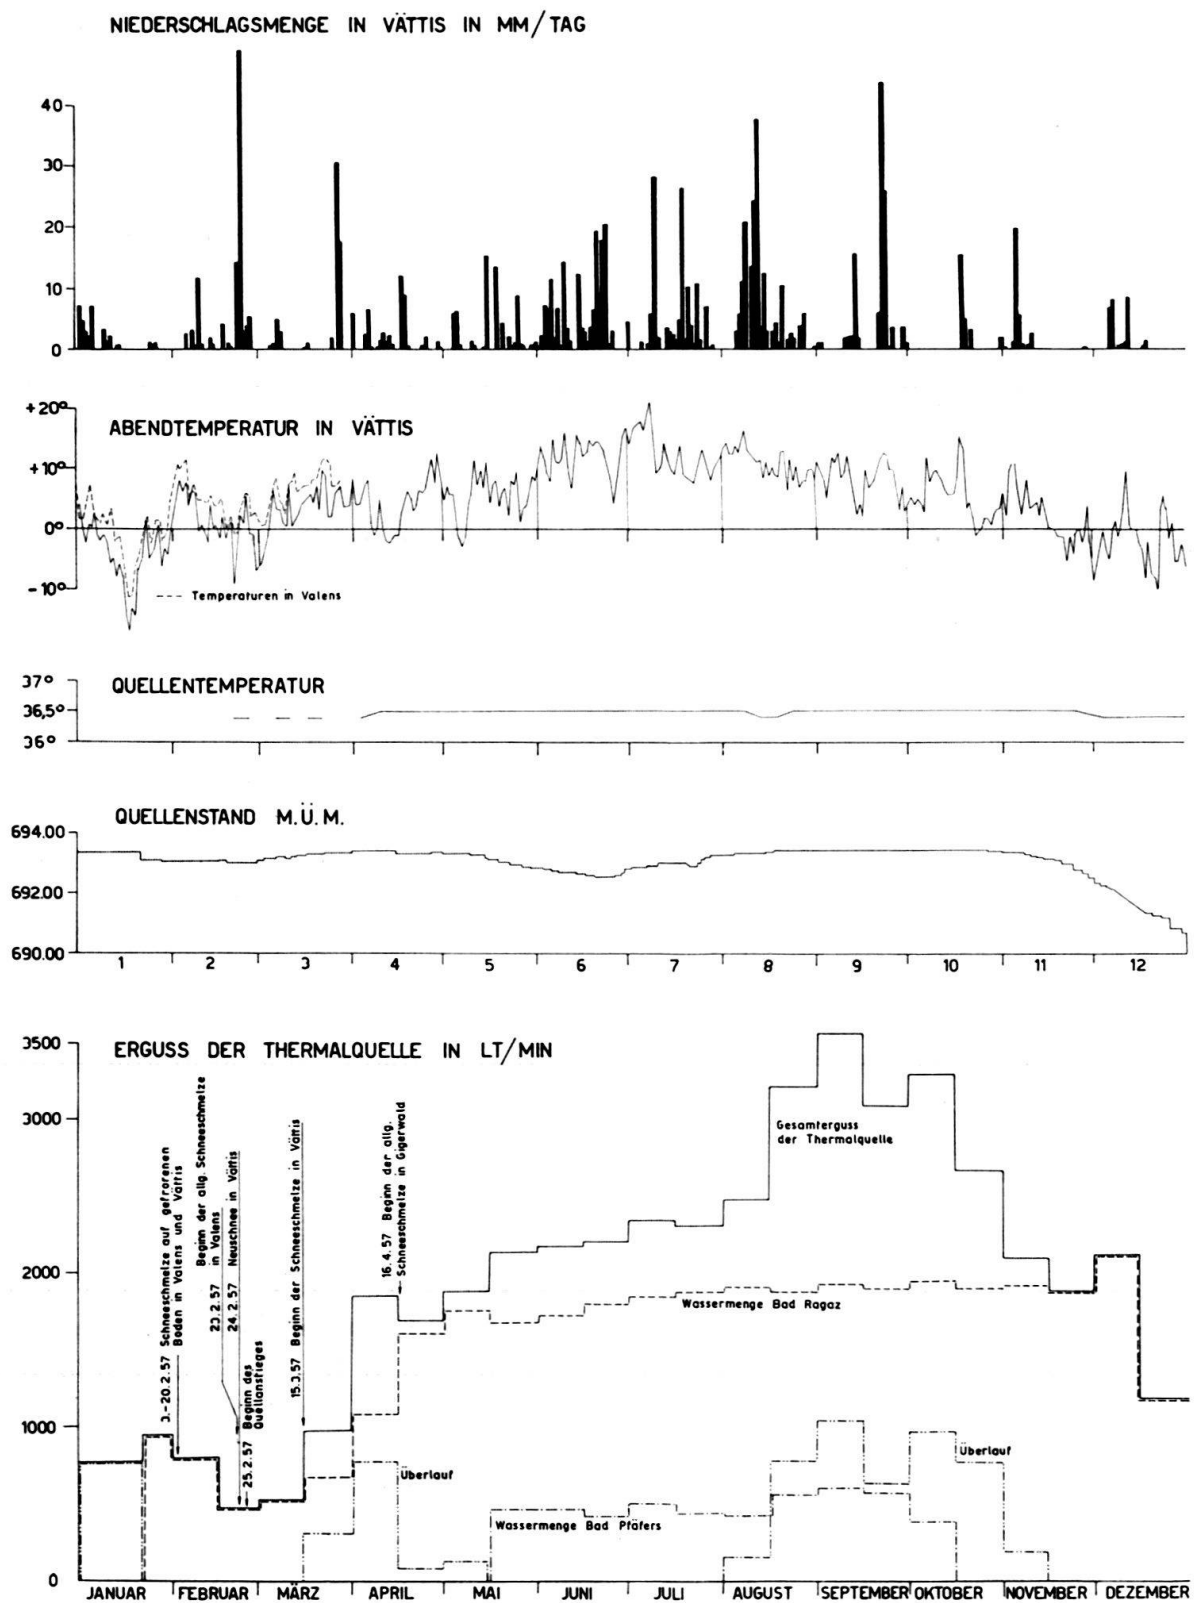 NIEDERSCHLAGSMENGE IN VÄTTIS IN MM/TAG
40
30
20
10
0
+20°
ABENDTEMPERATUR IN VÄTTIS
+10°
0°
-10°
--- Temperaturen in Valens
37°
QUELLENTEMPERATUR
36,5°
36°
QUELLENSTAND M.Ü.M.
694.00
692.00
690.00
1 2 3 4 5 6 7 8 9 10 11 12
3500
ERGUSS DER THERMALQUELLE IN LT/MIN
3000
2000
1000
0
3.-20.2.57 Schneeschmelze auf gefrorenen
Boden in Valens und Vättis
Beginn der allg. Schneeschmelze
23.2.57 in Valens
24.2.57 Neuschnee in Vättis
25.2.57 Beginn des
Quellanstieges
15.3.57 Beginn der Schneeschmelze in Vättis
16.4.57 Beginn der allg.
Schneeschmelze in Gigerwald
Gesamterguss
der Thermalquelle
Wassermenge Bad Ragaz
Überlauf
Überlauf
Wassermenge Bad Pfäfers
JANUAR FEBRUAR MÄRZ APRIL MAI JUNI JULI AUGUST SEPTEMBER OKTOBER NOVEMBER DEZEMBER